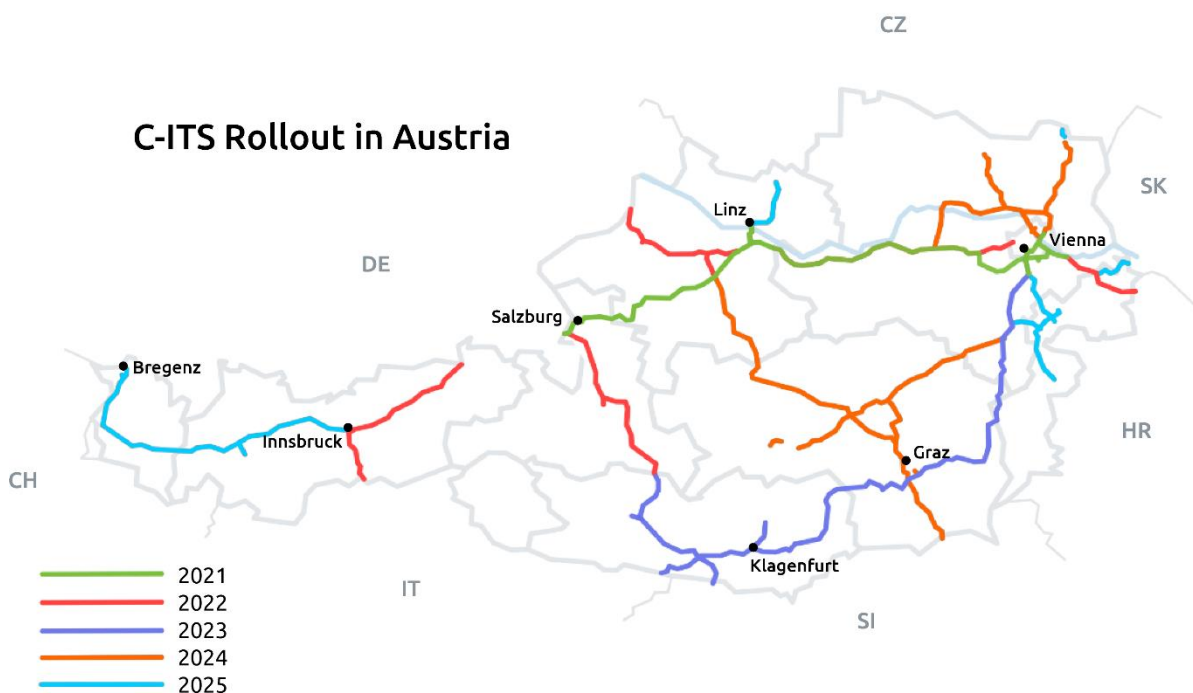 CZ
C-ITS Rollout in Austria
SK
Linz
Vienna
DE
Salzburg
Bregenz
Innsbruck
HR
Graz
CH
Klagenfurt
IT
SI
2021
2022
2023
2024
2025